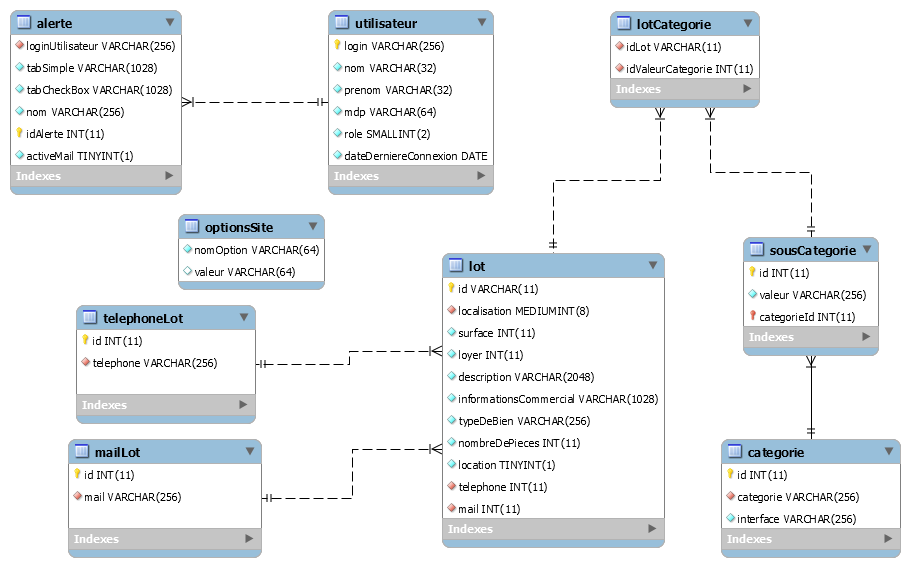 alerte
loginUtilisateur VARCHAR(256)
tabSimple VARCHAR(1028)
tabCheckBox VARCHAR(1028)
nom VARCHAR(256)
idAlerte INT(11)
activeMail TINYINT(1)
Indexes
utilisateur
login VARCHAR(256)
nom VARCHAR(32)
prenom VARCHAR(32)
mdp VARCHAR(64)
role SMALLINT(2)
dateDerniereConnexion DATE
Indexes
lotCategorie
idLot VARCHAR(11)
idValeurCategorie INT(11)
Indexes
optionsSite
nomOption VARCHAR(64)
valeur VARCHAR(64)
telephoneLot
id INT(11)
telephone VARCHAR(256)
Indexes
mailLot
id INT(11)
mail VARCHAR(256)
Indexes
lot
id VARCHAR(11)
localisation MEDIUMINT(8)
surface INT(11)
loyer INT(11)
description VARCHAR(2048)
informationsCommercial VARCHAR(1028)
typeDeBien VARCHAR(256)
nombreDePieces INT(11)
location TINYINT(1)
telephone INT(11)
mail INT(11)
Indexes
sousCategorie
id INT(11)
valeur VARCHAR(256)
categorieId INT(11)
Indexes
categorie
id INT(11)
categorie VARCHAR(256)
interface VARCHAR(256)
Indexes